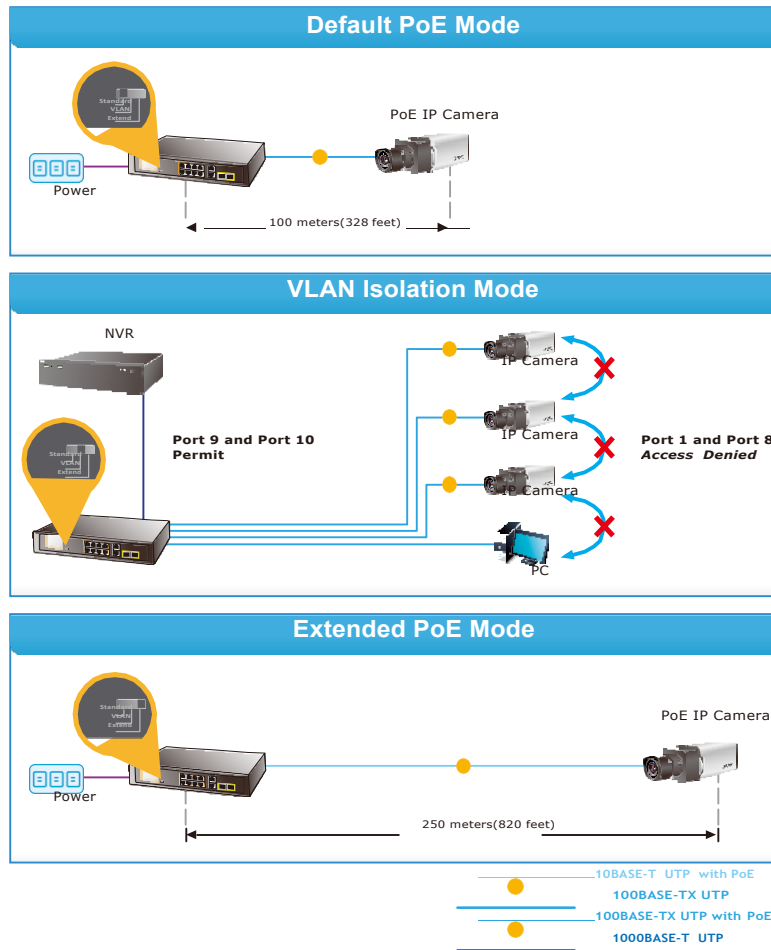 Default PoE Mode
Standard
VLAN
Extend
PoE IP Camera
Power
100 meters(328 feet)
VLAN Isolation Mode
NVR
IP Camera
Port 9 and Port 10
Permit
IP Camera
Port 1 and Port 8
Access Denied
Standard
VLAN
Extend
IP Camera
PC
Extended PoE Mode
Standard
VLAN
Extend
PoE IP Camera
Power
250 meters(820 feet)
10BASE-T UTP with PoE
100BASE-TX UTP
100BASE-TX UTP with PoE
1000BASE-T UTP